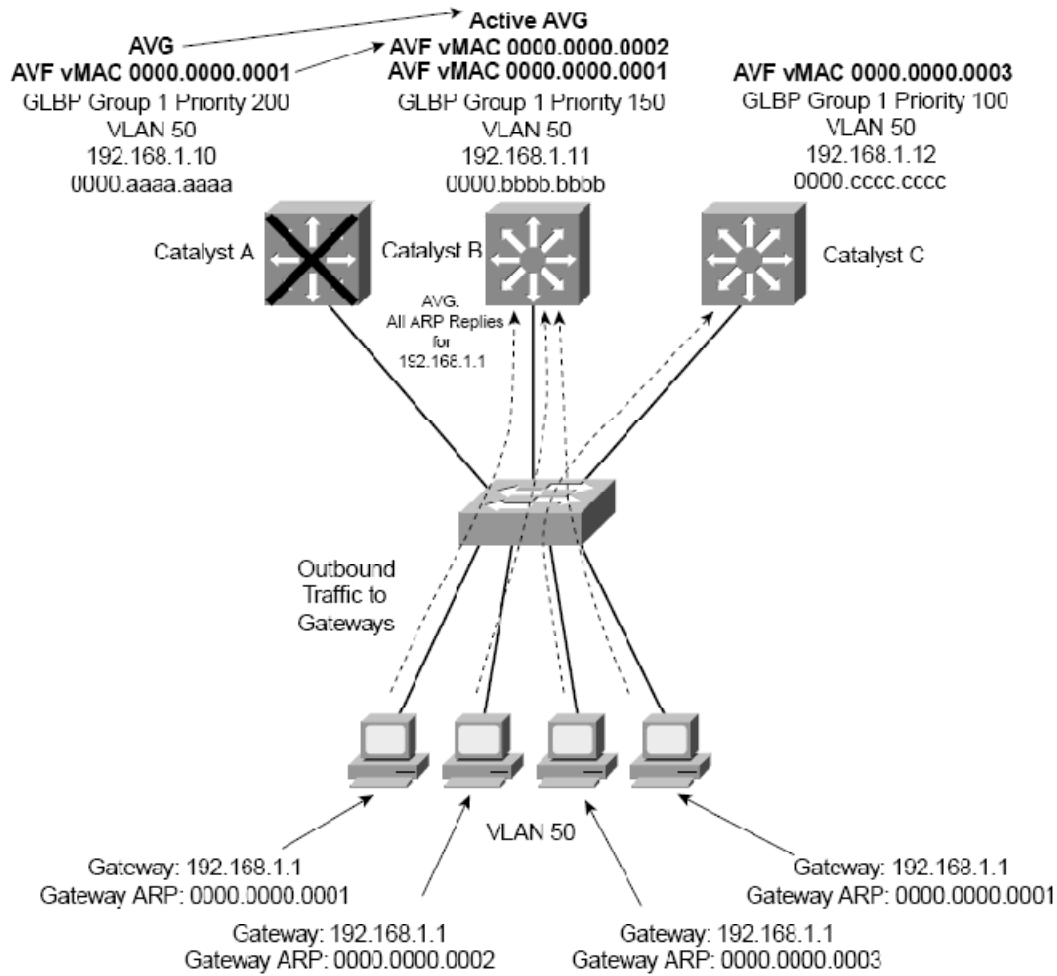 AVG
AVF vMAC 0000.0000.0001
GLBP Group 1 Priority 200
VLAN 50
192.168.1.10
0000.aaaa.aaaa
Active AVG
AVF vMAC 0000.0000.0002
AVF vMAC 0000.0000.0001
GLBP Group 1 Priority 150
VLAN 50
192.168.1.11
0000.bbbb.bbbb
AVF vMAC 0000.0000.0003
GLBP Group 1 Priority 100
VLAN 50
192.168.1.12
0000.cccc.cccc
Catalyst A
Catalyst B
Catalyst C
AVG.
All ARP Replies
for
192.168.1.1
Outbound
Traffic to
Gateways
VLAN 50
Gateway: 192.168.1.1
Gateway ARP: 0000.0000.0001
Gateway: 192.168.1.1
Gateway ARP: 0000.0000.0002
Gateway: 192.168.1.1
Gateway ARP: 0000.0000.0003
Gateway: 192.168.1.1
Gateway ARP: 0000.0000.0001